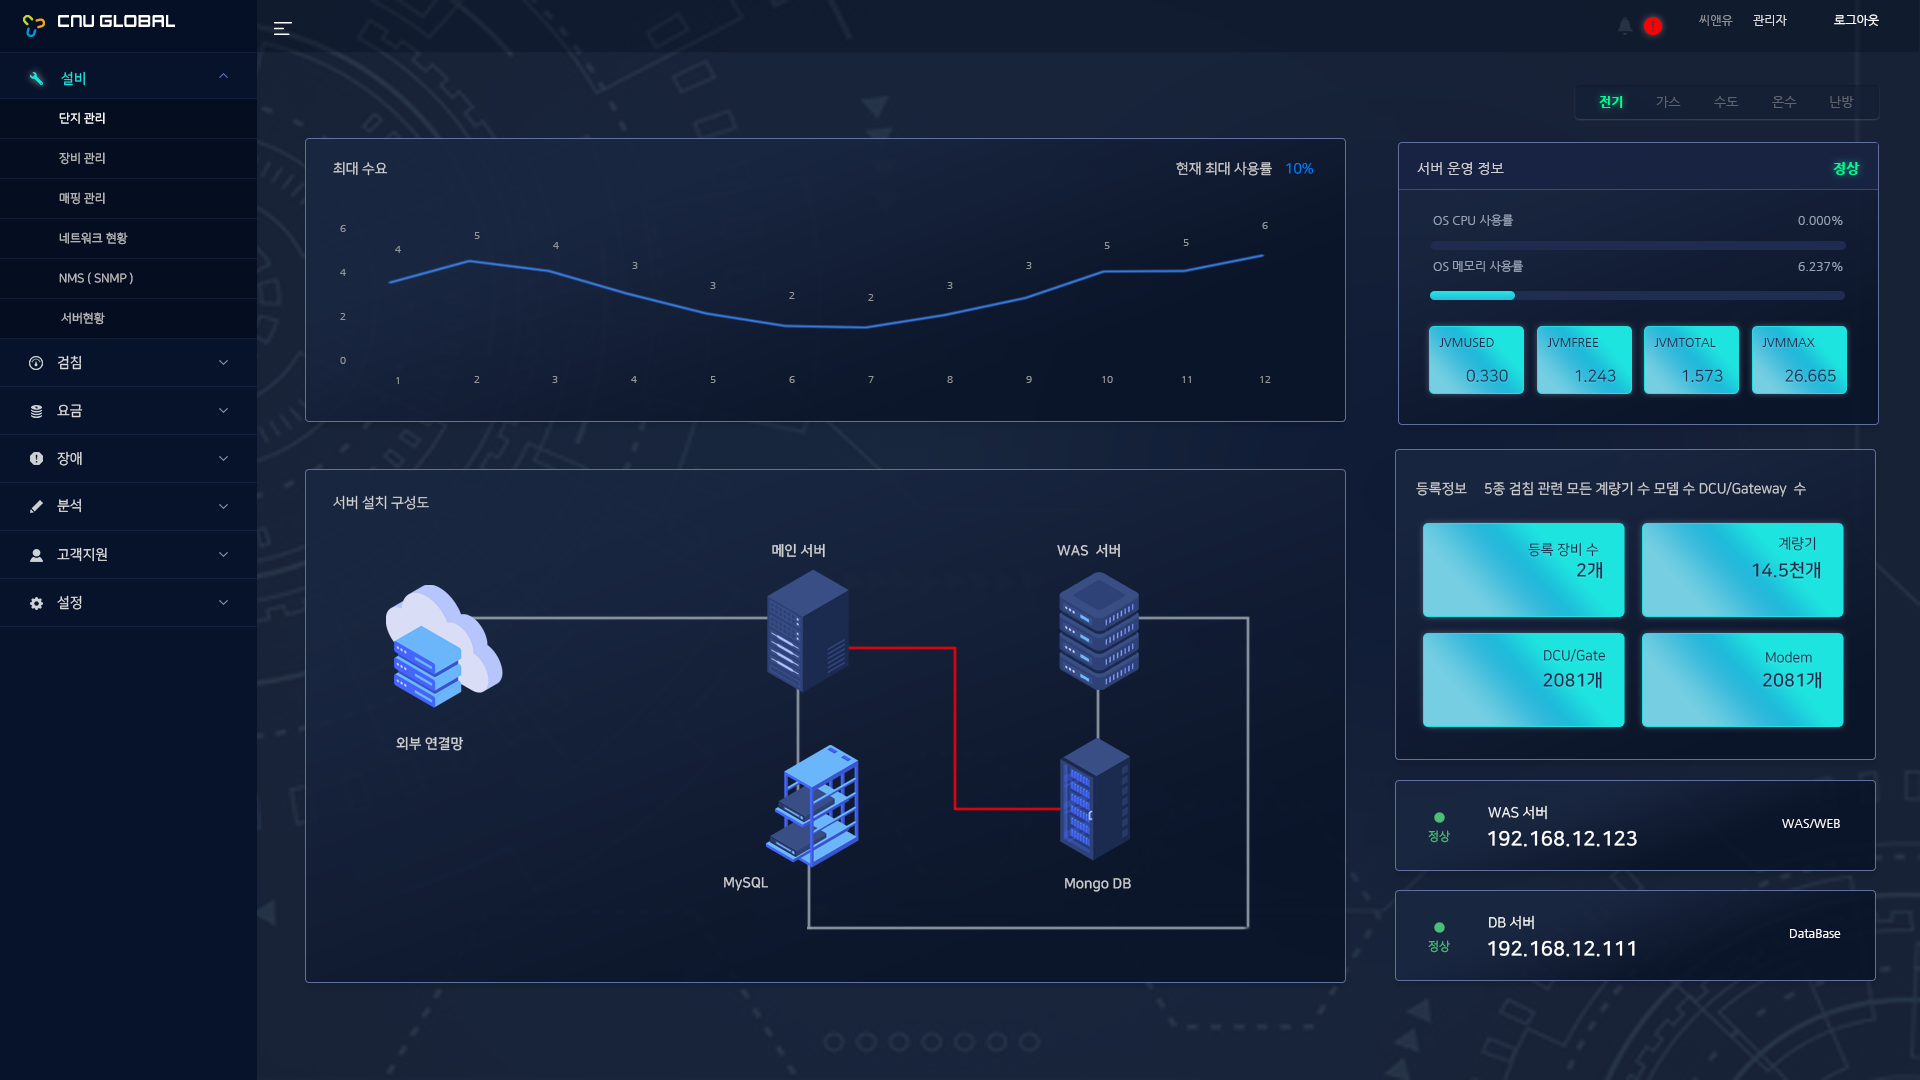 CNU GLOBAL
씨앤유 관리자 로그아웃
설비
단지 관리
장비 관리
매핑 관리
네트워크 현황
NMS ( SNMP )
서버현황
검침
요금
장애
분석
고객지원
설정
전기 가스 수도 온수 난방
최대 수요
현재 최대 사용률 10%
6
4
2
0
4 5 4 3 3 2 2 3 3 5 5 6
1 2 3 4 5 6 7 8 9 10 11 12
서버 운영 정보 정상
OS CPU 사용률 0.000%
OS 메모리 사용률 6.237%
JVMUSED
0.330
JVMFREE
1.243
JVMTOTAL
1.573
JVMMAX
26.665
서버 설치 구성도
메인 서버
WAS 서버
외부 연결망
MySQL
Mongo DB
등록정보 5종 검침 관련 모든 계량기 수 모뎀 수 DCU/Gateway 수
등록 장비 수
2개
계량기
14.5천개
DCU/Gate
2081개
Modem
2081개
정상
WAS 서버
192.168.12.123
WAS/WEB
정상
DB 서버
192.168.12.111
DataBase